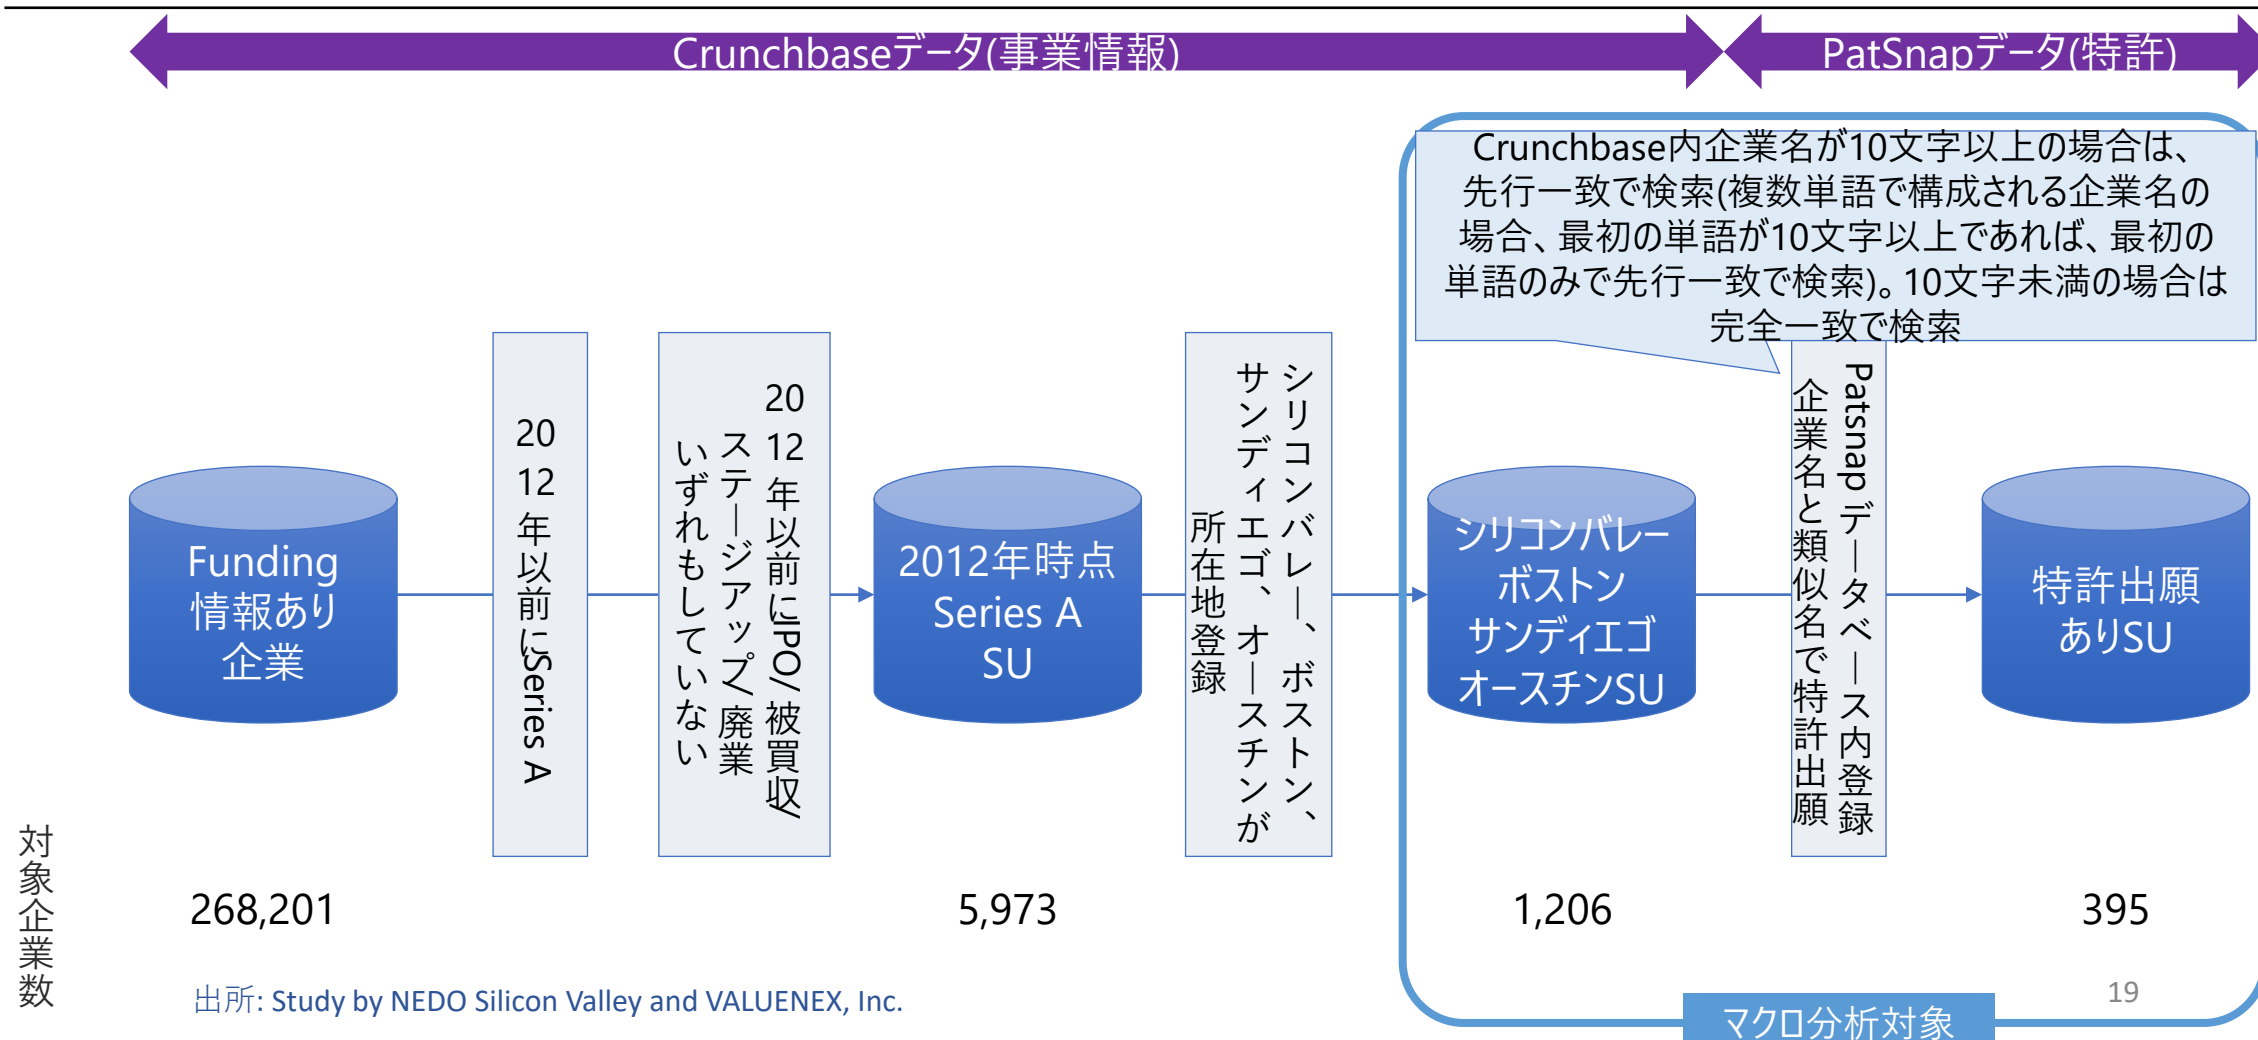 Crunchbaseデータ(事業情報)
PatSnapデータ(特許)
Crunchbase内企業名が10文字以上の場合は、
先行一致で検索(複数単語で構成される企業名の
場合、最初の単語が10文字以上であれば、最初の
単語のみで先行一致で検索)。10文字未満の場合は
完全一致で検索
Funding
情報あり
企業
2012年以前にSeries A
2012年以前にIPO/被買収/
ステージアップ/廃業
いずれもしていない
2012年時点
Series A
SU
シリコンバレー、ボストン、
サンディエゴ、オースチンが
所在地登録
シリコンバレー
ボストン
サンディエゴ
オースチンSU
Patsnapデータベース内登録
企業名と類似名で特許出願
特許出願
ありSU
対象企業数
268,201
5,973
1,206
395
出所: Study by NEDO Silicon Valley and VALUENEX, Inc.
19
マクロ分析対象